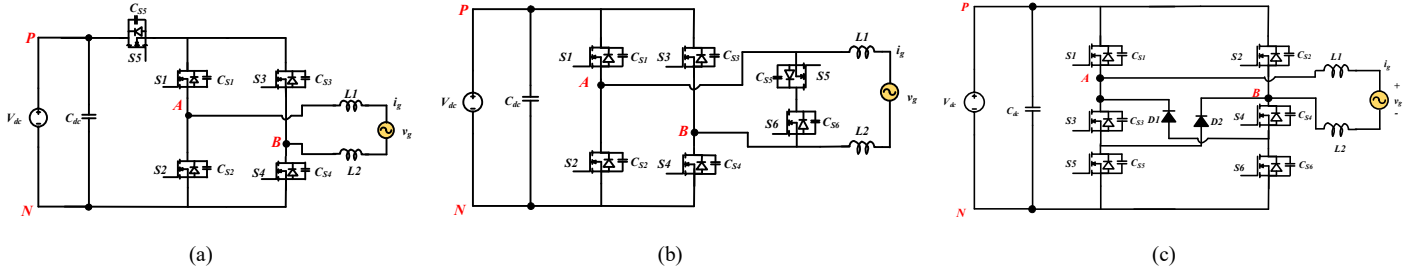 P
C_S5
S5
S1
C_S1
S3
C_S3
A
L1
i_g
V_dc
C_dc
v_g
B
S2
C_S2
S4
C_S4
L2
N
(a)
P
S1
C_S1
S3
C_S3
L1
i_g
A
C_S5
S5
V_dc
C_dc
v_g
S6
C_S6
B
S2
C_S2
S4
C_S4
L2
N
(b)
P
S1
C_S1
S2
C_S2
L1
i_g
A
+
V_dc
C_dc
B
v_g
-
S3
C_S3
D1
D2
S4
C_S4
L2
S5
C_S5
S6
C_S6
N
(c)